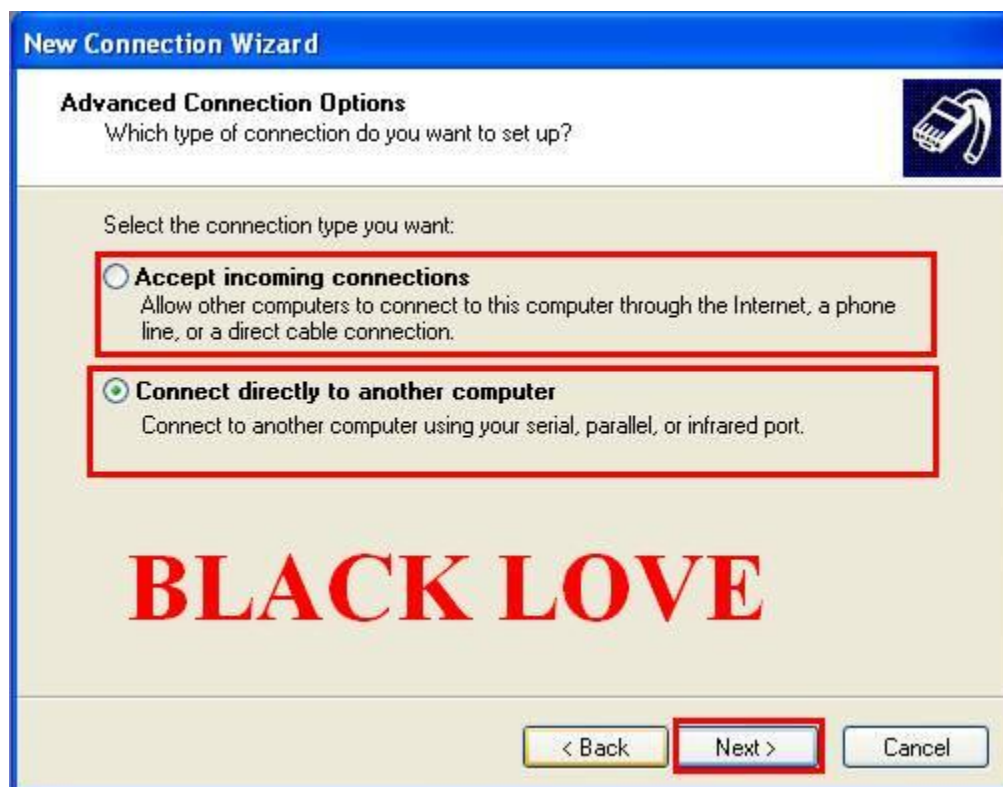 New Connection Wizard
Advanced Connection Options
Which type of connection do you want to set up?
Select the connection type you want:
Accept incoming connections
Allow other computers to connect to this computer through the Internet, a phone
line, or a direct cable connection.
Connect directly to another computer
Connect to another computer using your serial, parallel, or infrared port.
BLACK LOVE
< Back Next > Cancel